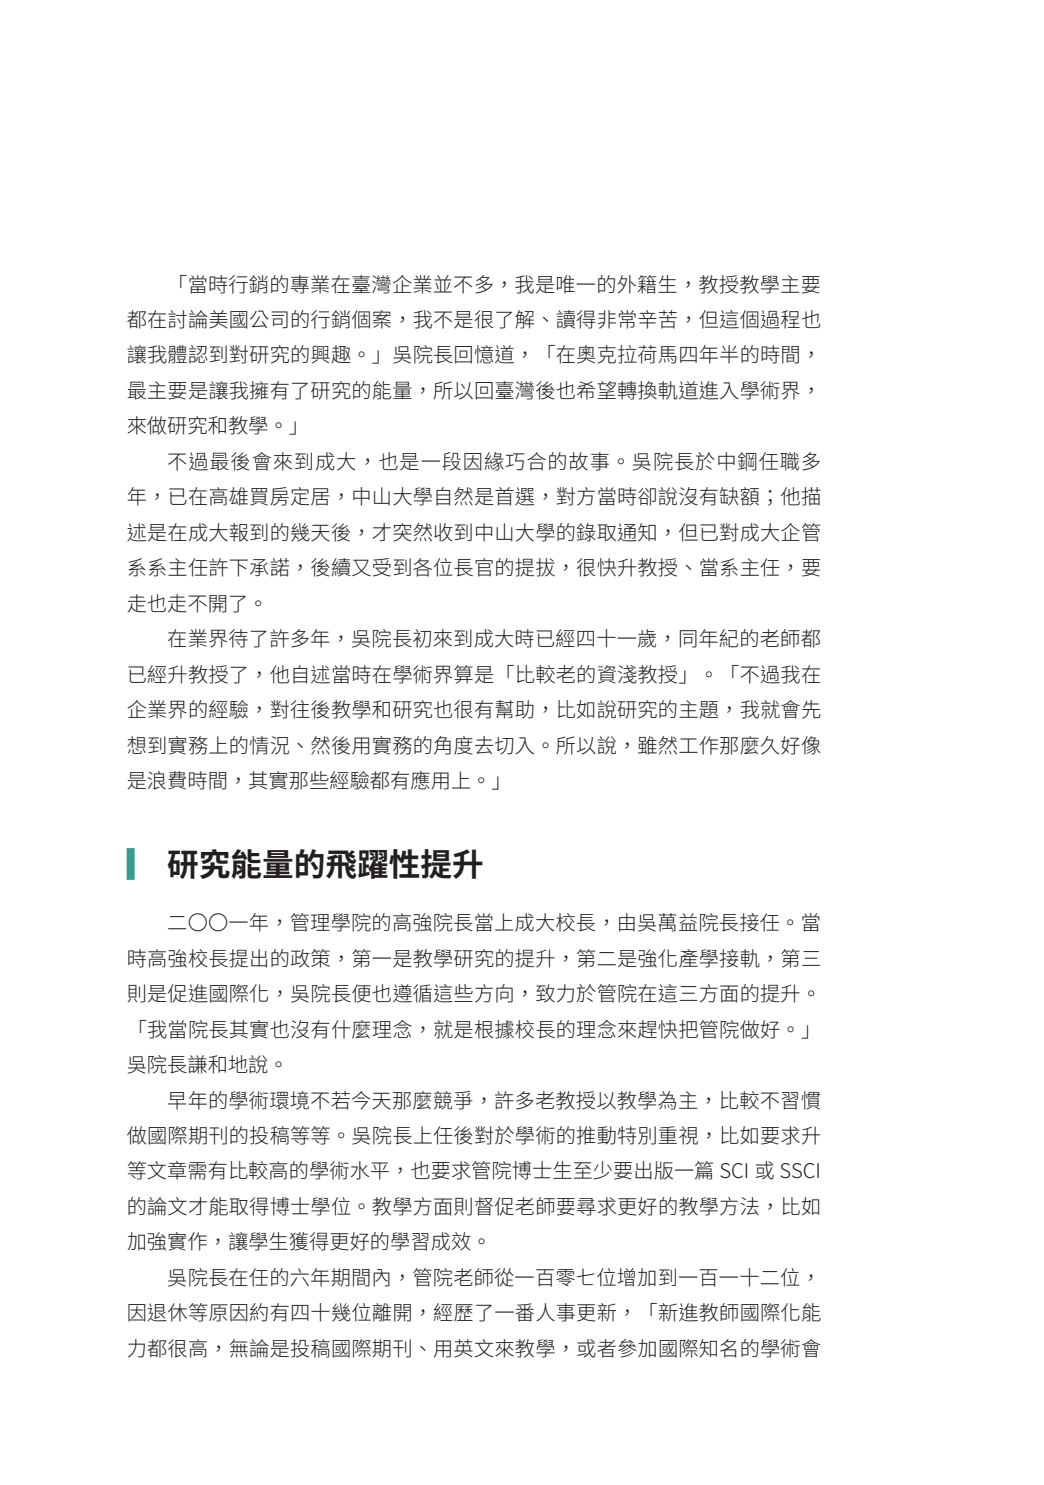 「當時行銷的專業在臺灣企業並不多，我是唯一的外籍生，教授教學主要
都在討論美國公司的行銷個案，我不是很了解、讀得非常辛苦，但這個過程也
讓我體認到對研究的興趣。」吳院長回憶道，「在奧克拉荷馬四年半的時間，
最主要是讓我擁有了研究的能量，所以回臺灣後也希望轉換軌道進入學術界，
來做研究和教學。」
不過最後會來到成大，也是一段因緣巧合的故事。吳院長於中鋼任職多
年，已在高雄買房定居，中山大學自然是首選，對方當時卻說沒有缺額；他描
述是在成大報到的幾天後，才突然收到中山大學的錄取通知，但已對成大企管
系系主任許下承諾，後續又受到各位長官的提拔，很快升教授、當系主任，要
走也走不開了。
在業界待了許多年，吳院長初來到成大時已經四十一歲，同年紀的老師都
已經升教授了，他自述當時在學術界算是「比較老的資淺教授」。「不過我在
企業界的經驗，對往後教學和研究也很有幫助，比如說研究的主題，我就會先
想到實務上的情況、然後用實務的角度去切入。所以說，雖然工作那麼久好像
是浪費時間，其實那些經驗都有應用上。」
研究能量的飛躍性提升
二〇〇一年，管理學院的高強院長當上成大校長，由吳萬益院長接任。當
時高強校長提出的政策，第一是教學研究的提升，第二是強化產學接軌，第三
則是促進國際化，吳院長便也遵循這些方向，致力於管院在這三方面的提升。
「我當院長其實也沒有什麼理念，就是根據校長的理念來趕快把管院做好。」
吳院長謙和地說。
早年的學術環境不若今天那麼競爭，許多老教授以教學為主，比較不習慣
做國際期刊的投稿等等。吳院長上任後對於學術的推動特別重視，比如要求升
等文章需有比較高的學術水平，也要求管院博士生至少要出版一篇 SCI 或 SSCI
的論文才能取得博士學位。教學方面則督促老師要尋求更好的教學方法，比如
加強實作，讓學生獲得更好的學習成效。
吳院長在任的六年期間內，管院老師從一百零七位增加到一百一十二位，
因退休等原因約有四十幾位離開，經歷了一番人事更新，「新進教師國際化能
力都很高，無論是投稿國際期刊、用英文來教學，或者參加國際知名的學術會